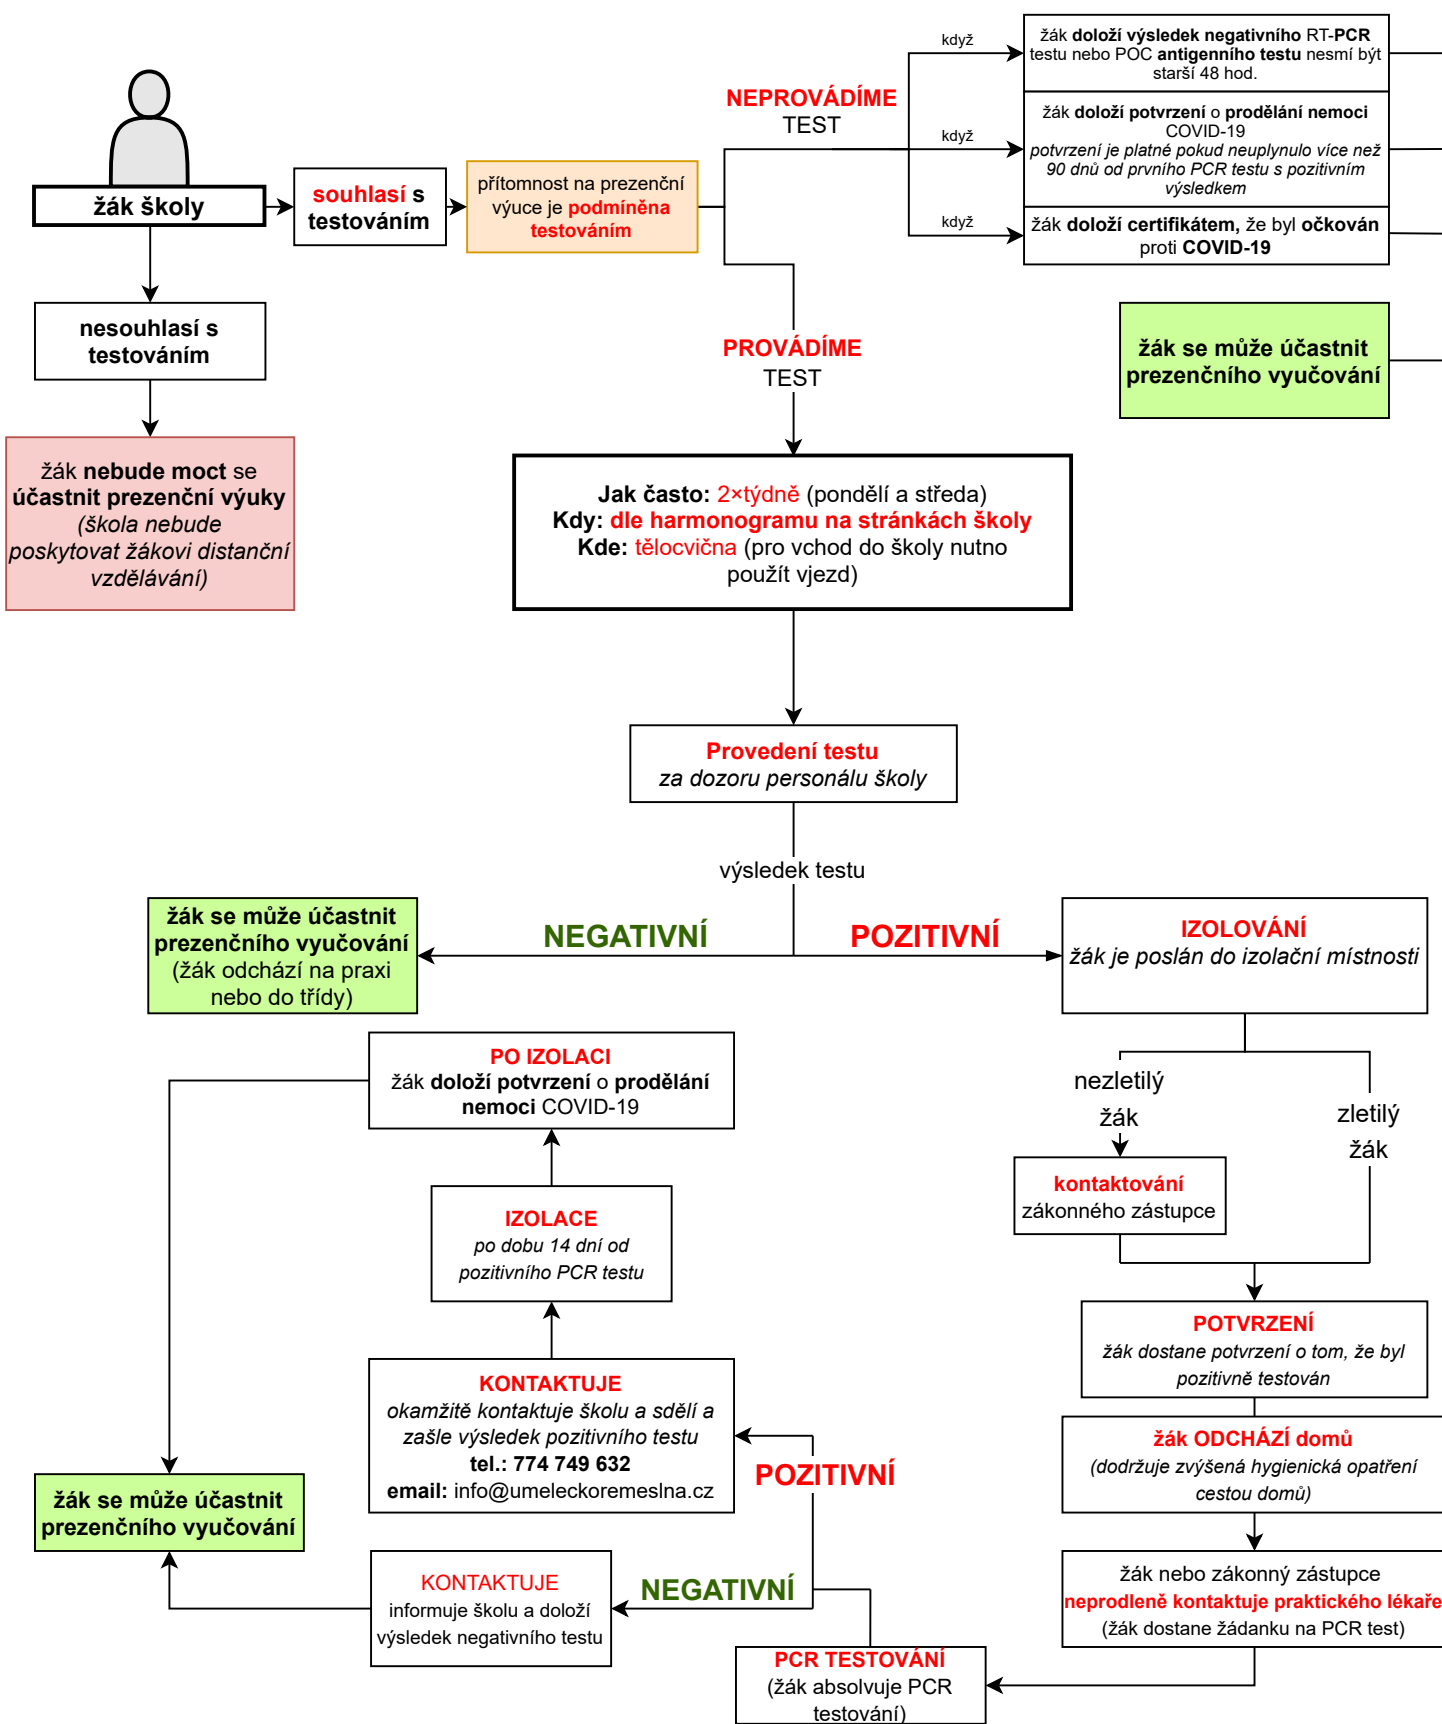 žák školy
souhlasí s
testováním
přítomnost na prezenční
výuce je podmíněna
testováním
NEPROVÁDÍME
TEST
když
žák doloží výsledek negativního RT-PCR
testu nebo POC antigenního testu nesmí být
starší 48 hod.
když
žák doloží potvrzení o prodělání nemoci
COVID-19
potvrzení je platné pokud neuplynulo více než
90 dnů od prvního PCR testu s pozitivním
výsledkem
když
žák doloží certifikátem, že byl očkován
proti COVID-19
žák se může účastnit
prezenčního vyučování
nesouhlasí s
testováním
žák nebude moct se
účastnit prezenční výuky
(škola nebude
poskytovat žákovi distanční
vzdělávání)
PROVÁDÍME
TEST
Jak často: 2×týdně (pondělí a středa)
Kdy: dle harmonogramu na stránkách školy
Kde: tělocvična (pro vchod do školy nutno
použít vjezd)
Provedení testu
za dozoru personálu školy
výsledek testu
NEGATIVNÍ
POZITIVNÍ
žák se může účastnit
prezenčního vyučování
(žák odchází na praxi
nebo do třídy)
IZOLOVÁNÍ
žák je poslán do izolační místnosti
nezletilý
žák
zletilý
žák
kontaktování
zákonného zástupce
POTVRZENÍ
žák dostane potvrzení o tom, že byl
pozitivně testován
žák ODCHÁZÍ domů
(dodržuje zvýšená hygienická opatření
cestou domů)
žák nebo zákonný zástupce
neprodleně kontaktuje praktického lékaře
(žák dostane žádanku na PCR test)
PCR TESTOVÁNÍ
(žák absolvuje PCR
testování)
POZITIVNÍ
NEGATIVNÍ
KONTAKTUJE
okamžitě kontaktuje školu a sdělí a
zašle výsledek pozitivního testu
tel.: 774 749 632
email: info@umeleckoremeslna.cz
IZOLACE
po dobu 14 dní od
pozitivního PCR testu
PO IZOLACI
žák doloží potvrzení o prodělání
nemoci COVID-19
KONTAKTUJE
informuje školu a doloží
výsledek negativního testu
žák se může účastnit
prezenčního vyučování